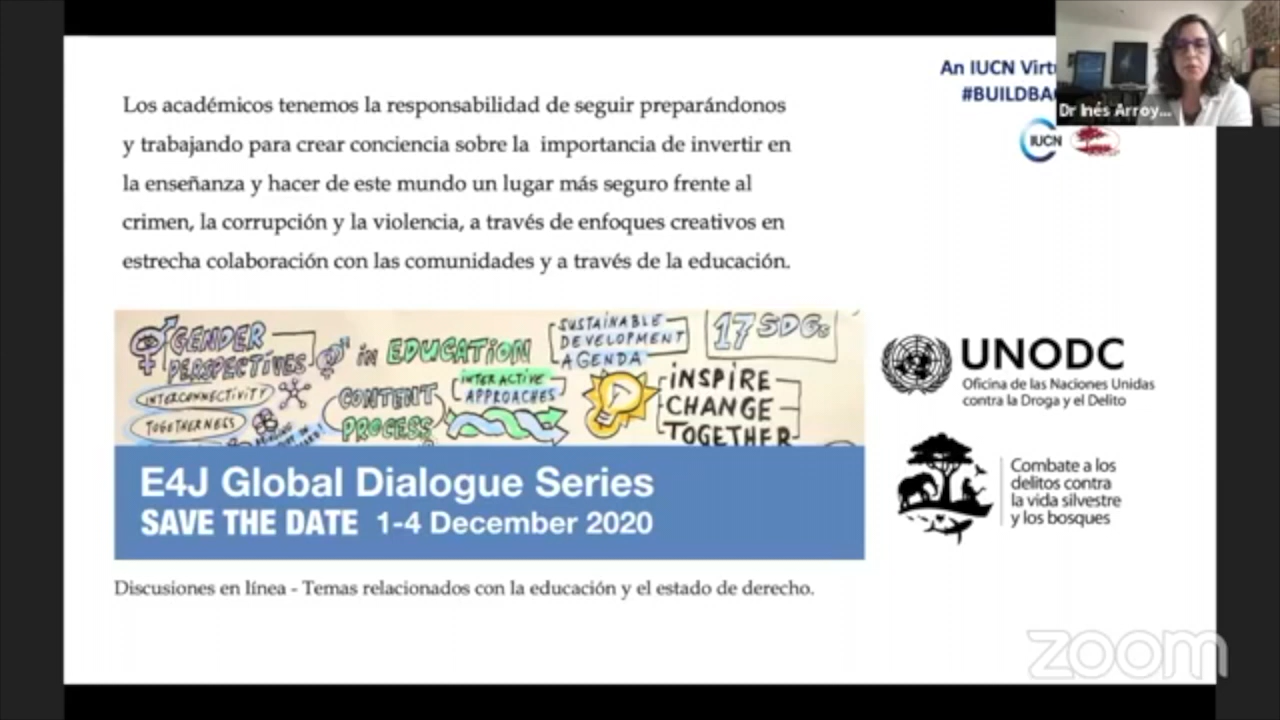 Los académicos tenemos la responsabilidad de seguir preparándonos
y trabajando para crear conciencia sobre la importancia de invertir en
la enseñanza y hacer de este mundo un lugar más seguro frente al
crimen, la corrupción y la violencia, a través de enfoques creativos en
estrecha colaboración con las comunidades y a través de la educación.
An IUCN Virtu
#BUILDBA
Dr Inés Arroy...
IUCN
GENDER
PERSPECTIVES
in EDUCATION
SUSTAINABLE
DEVELOPMENT
AGENDA
17 SDGs
INTERCONNECTIVITY
TOGETHERNESS
CONTENT
PROCESS
INTERACTIVE
APPROACHES
INSPIRE
CHANGE
TOGETHER
E4J Global Dialogue Series
SAVE THE DATE 1-4 December 2020
UNODC
Oficina de las Naciones Unidas
contra la Droga y el Delito
Combate a los
delitos contra
la vida silvestre
y los bosques
Discusiones en línea - Temas relacionados con la educación y el estado de derecho.
zoom